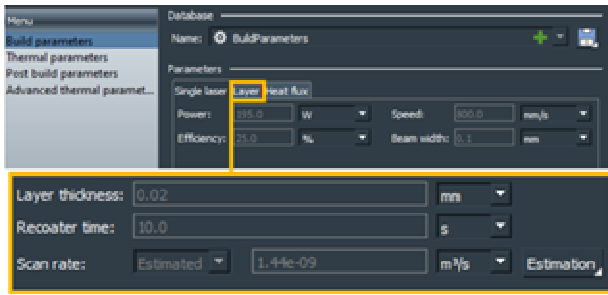 Menu
Build parameters
Thermal parameters
Post build parameters
Advanced thermal paramet...
Database
Name: BuildParameters
Parameters
Single laser Layer Heat flux
Power: 195.0 W Speed: 800.0 mm/s
Efficiency: 25.0 % Beam width: 0.1 mm
Layer thickness: 0.02 mm
Recoater time: 10.0 s
Scan rate: Estimated 1.44e-09 m³/s Estimation